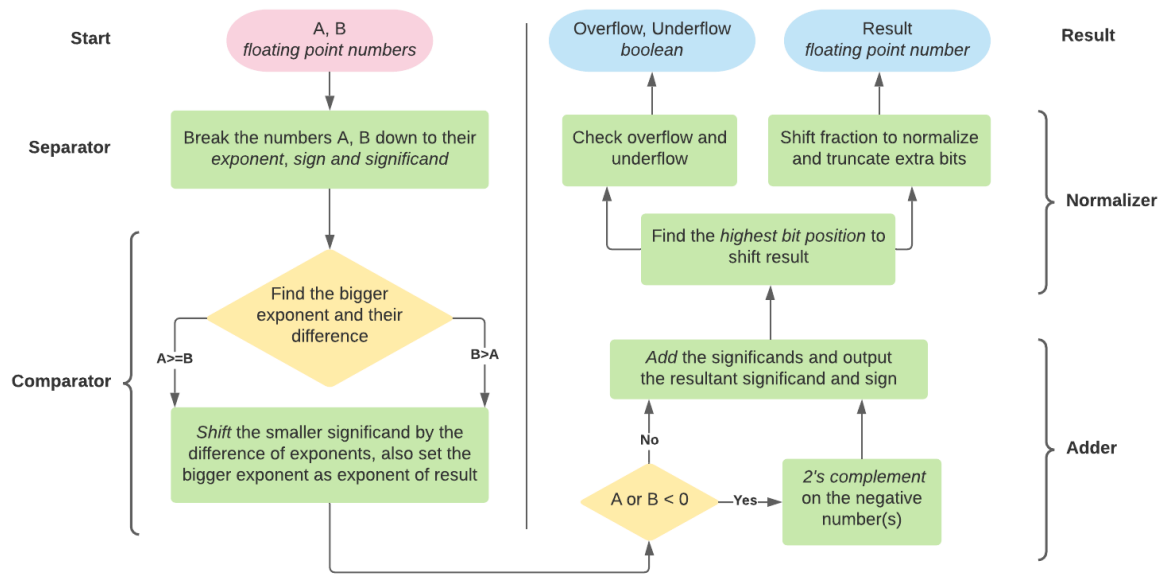 Start
A, B
floating point numbers
Separator
Break the numbers A, B down to their
exponent, sign and significand
Comparator
Find the bigger
exponent and their
difference
A>=B
B>A
Shift the smaller significand by the
difference of exponents, also set the
bigger exponent as exponent of result
Overflow, Underflow
boolean
Result
floating point number
Result
Check overflow and
underflow
Shift fraction to normalize
and truncate extra bits
Normalizer
Find the highest bit position to
shift result
Add the significands and output
the resultant significand and sign
Adder
No
A or B < 0
Yes
2's complement
on the negative
number(s)